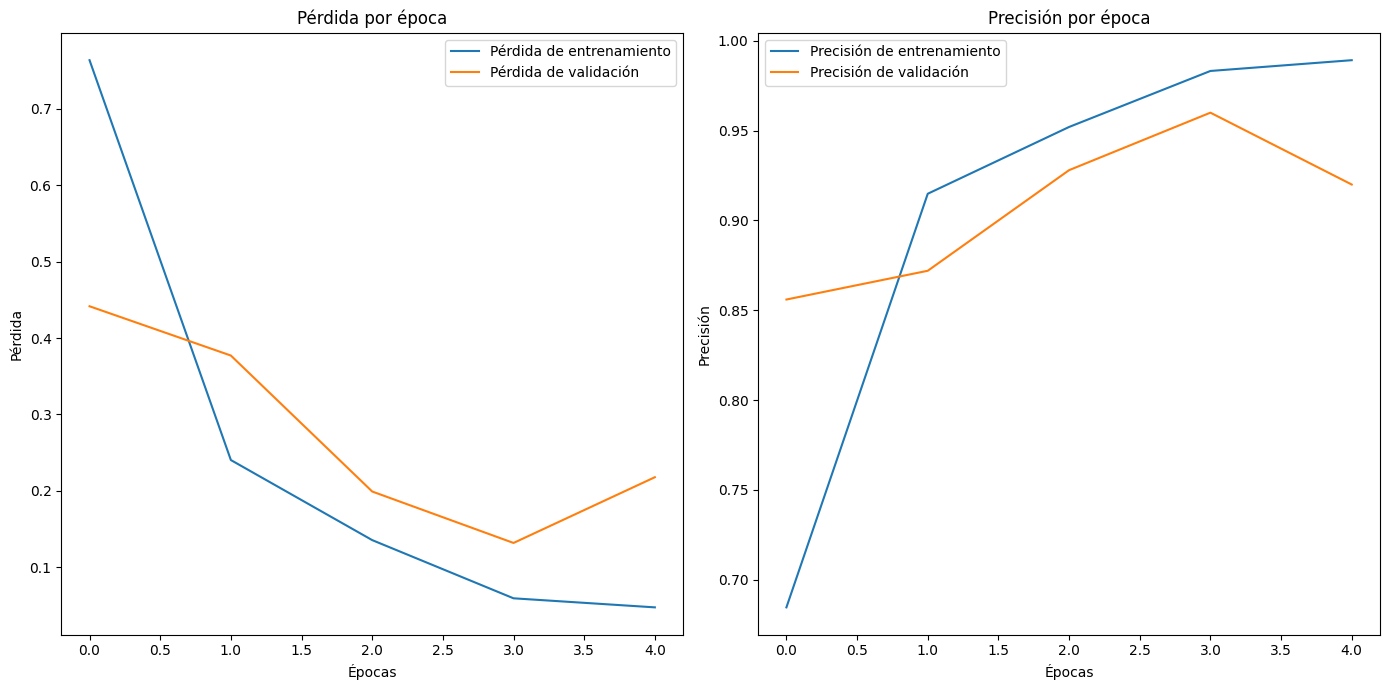 Pérdida por época
Pérdida de entrenamiento
Pérdida de validación
0.7
0.6
0.5
0.4
0.3
0.2
0.1
Pérdida
0.0 0.5 1.0 1.5 2.0 2.5 3.0 3.5 4.0
Épocas
Precisión por época
Precisión de entrenamiento
Precisión de validación
1.00
0.95
0.90
0.85
0.80
0.75
0.70
Precisión
0.0 0.5 1.0 1.5 2.0 2.5 3.0 3.5 4.0
Épocas